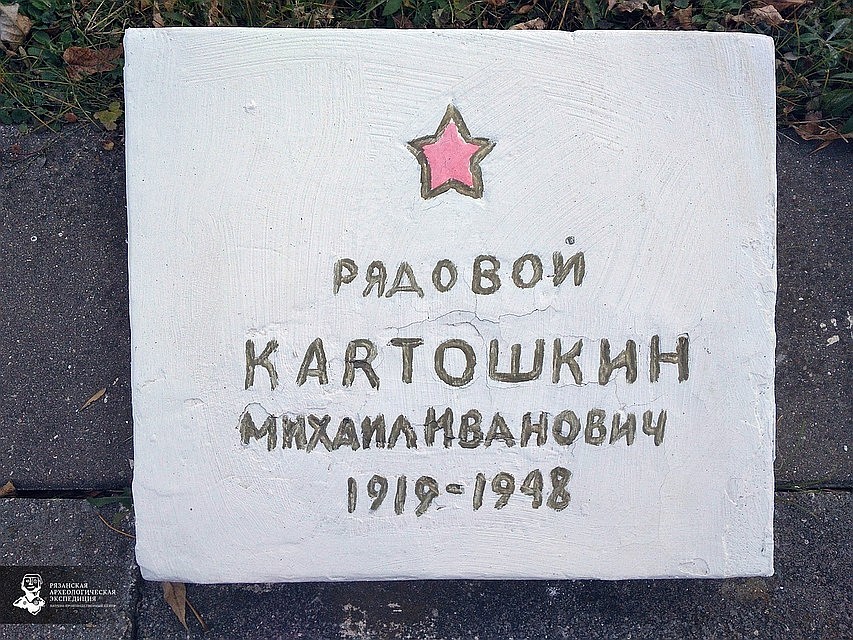 РЯДОВОЙ
КАRТОШКИН
МИХАИЛ ИВАНОВИЧ
1919-1948
РЯЗАНСКАЯ
АРХЕОЛОГИЧЕСКАЯ
ЭКСПЕДИЦИЯ